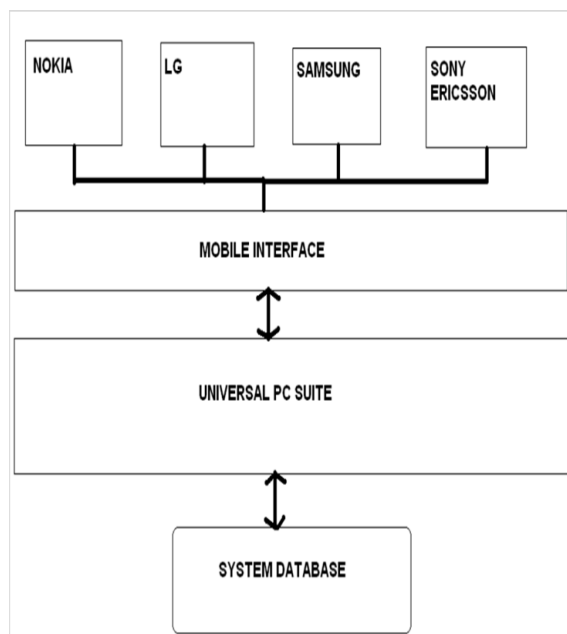 NOKIA
LG
SAMSUNG
SONY
ERICSSON
MOBILE INTERFACE
UNIVERSAL PC SUITE
SYSTEM DATABASE